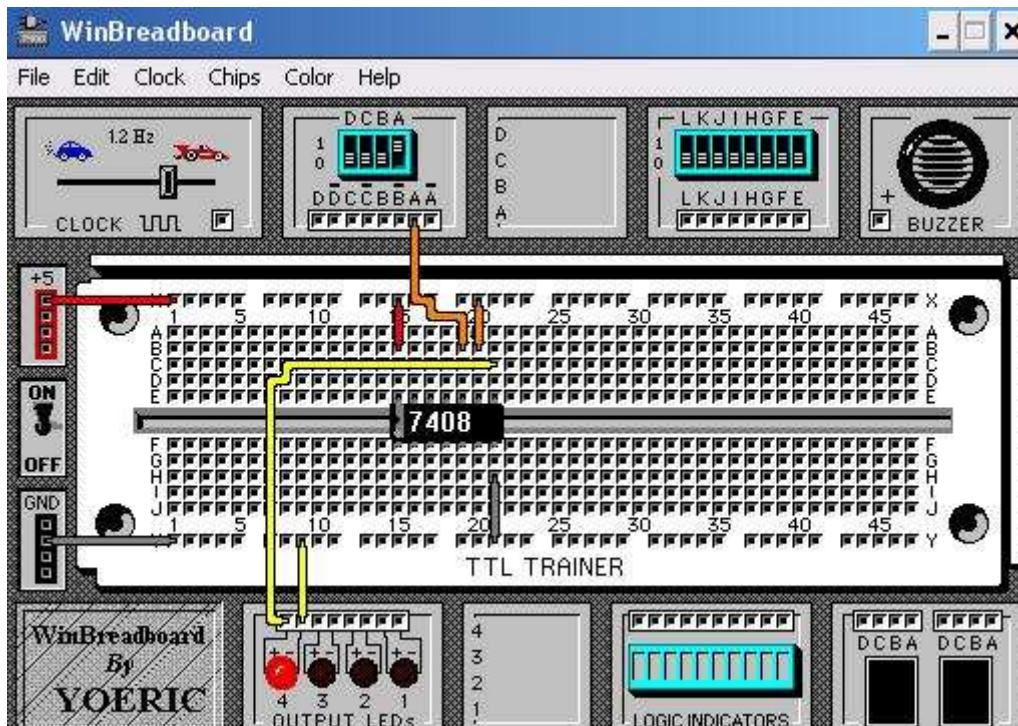 WinBreadboard
File Edit Clock Chips Color Help
1.2 Hz
CLOCK
DCBA
1
0
DDCCBBAA
D
C
B
A
LKJIHGFE
1
0
LKJIHGFE
+
BUZZER
+5
ON
OFF
GND
X X
1 5 10 15 20 25 30 35 40 45
A A
B B
C C
D D
E E
7408
F F
G G
H H
I I
J J
1 5 10 15 20 25 30 35 40 45
Y
TTL TRAINER
WinBreadboard
By
YOERIC
+- +- +- +-
4 3 2 1
OUTPUT LEDs
4
3
2
1
LOGIC INDICATORS
DCBA DCBA